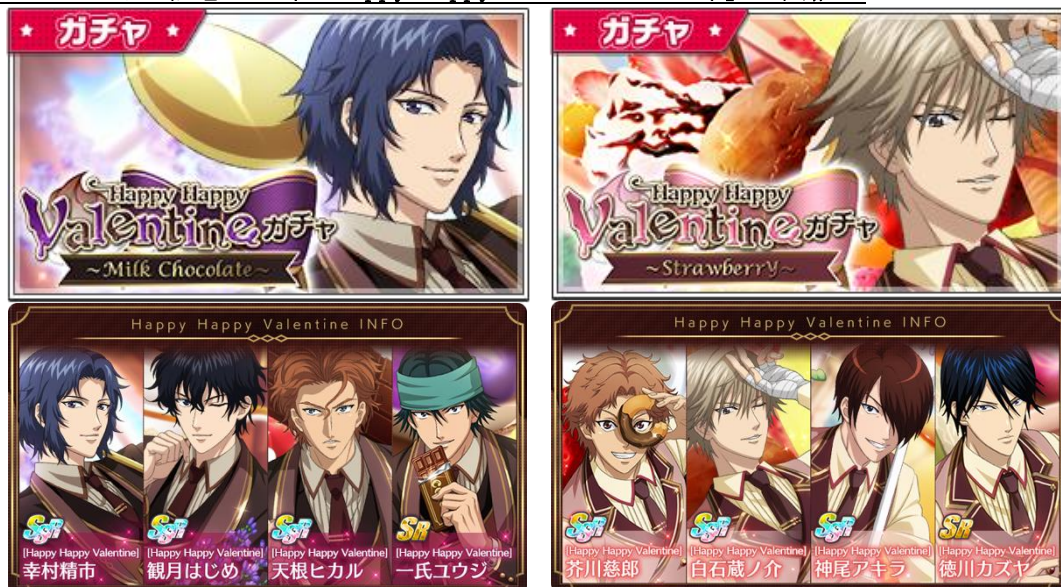 ガチャ
Happy Happy
Valentineガチャ
~Milk Chocolate~
ガチャ
Happy Happy
Valentineガチャ
~Strawberry~
Happy Happy Valentine INFO
SSR
[Happy Happy Valentine]
幸村精市
SSR
[Happy Happy Valentine]
観月はじめ
SSR
[Happy Happy Valentine]
天根ヒカル
SR
[Happy Happy Valentine]
一氏ユウジ
Happy Happy Valentine INFO
SSR
[Happy Happy Valentine]
芥川慈郎
SSR
[Happy Happy Valentine]
白石蔵ノ介
SSR
[Happy Happy Valentine]
神尾アキラ
SR
[Happy Happy Valentine]
徳川カズヤ